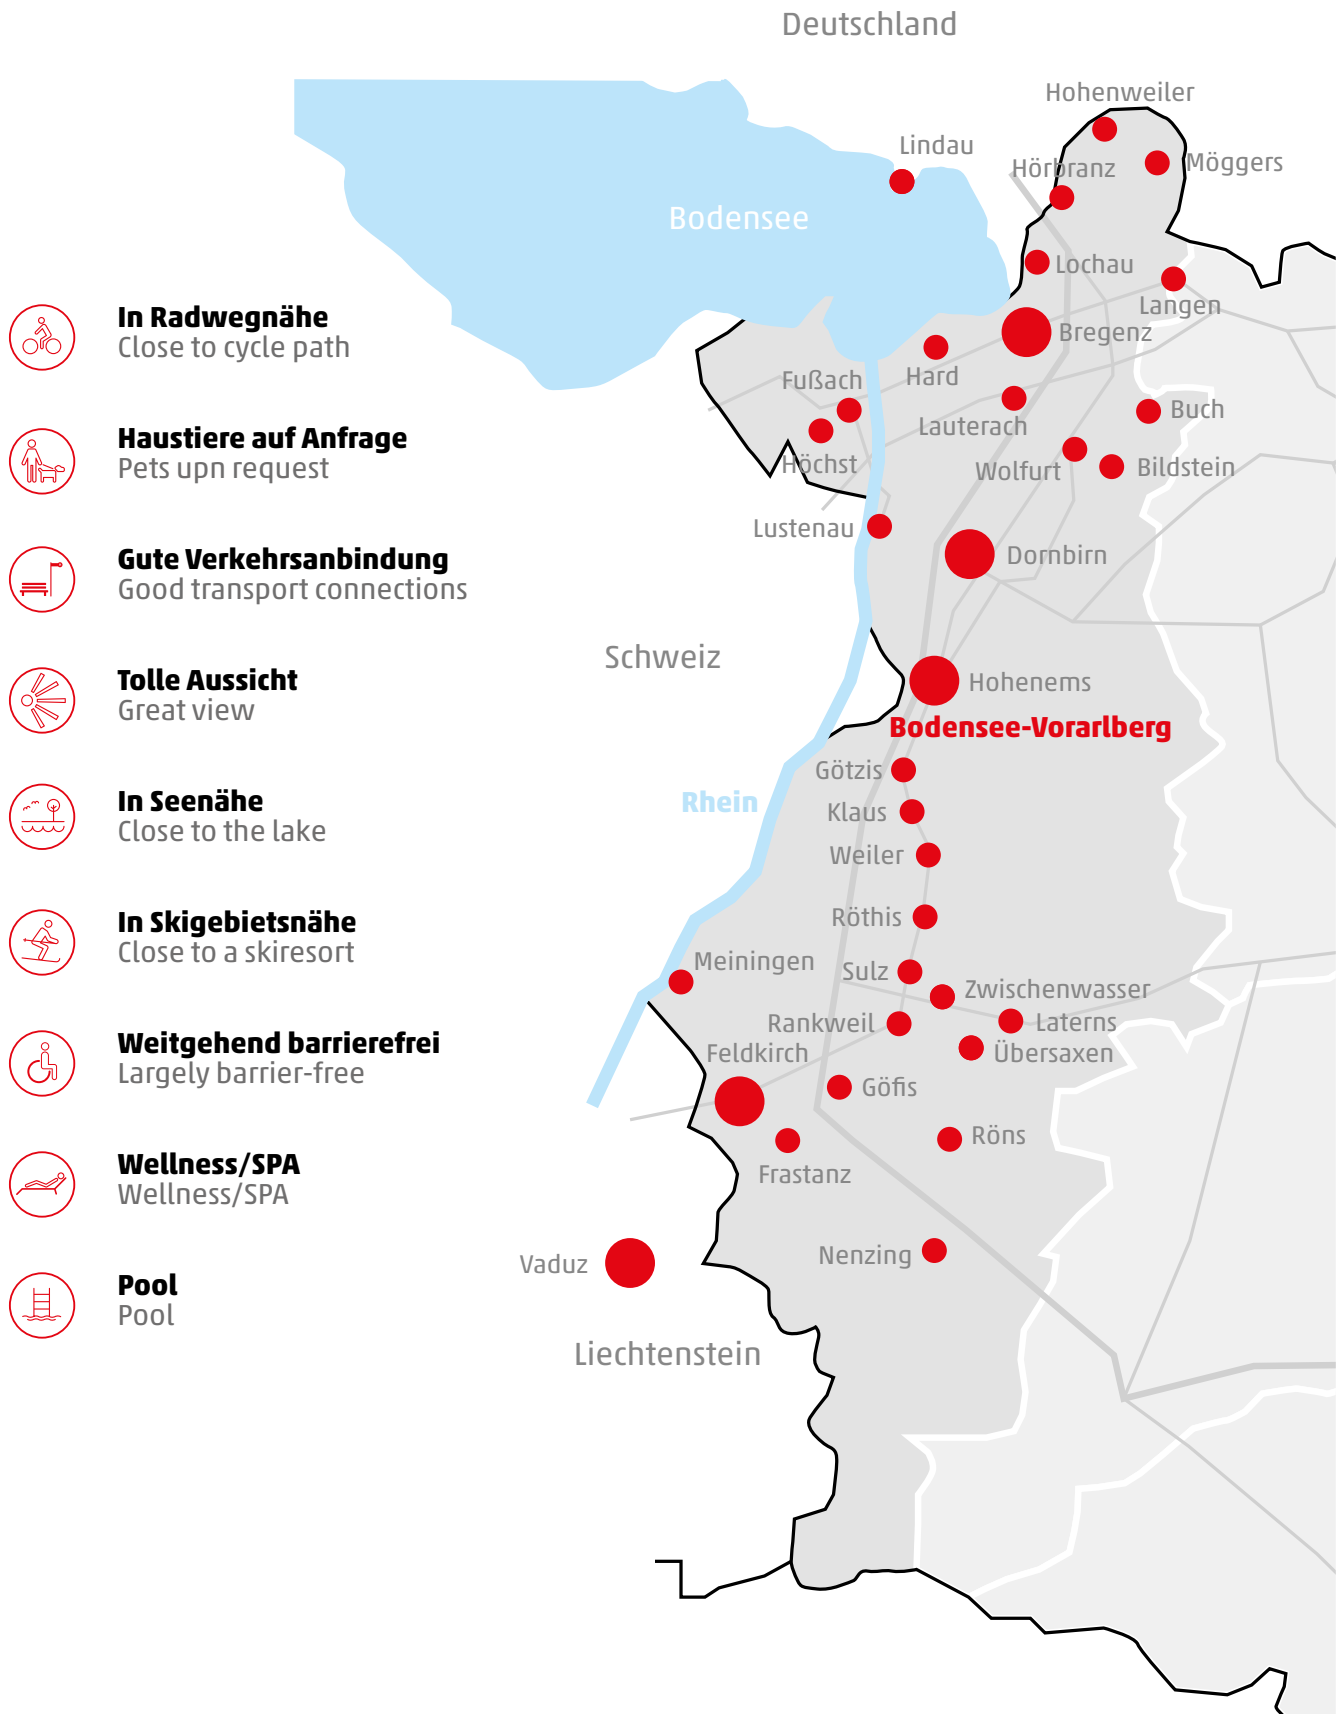 Deutschland
Hohenweiler
Lindau
Hörbranz
Möggers
Bodensee
Lochau
Langen
Bregenz
Hard
Fußach
Lauterach
Buch
Höchst
Wolfurt
Bildstein
Lustenau
Dornbirn
Schweiz
Hohenems
Bodensee-Vorarlberg
Götzis
Rhein
Klaus
Weiler
Röthis
Meiningen
Sulz
Zwischenwasser
Rankweil
Laterns
Feldkirch
Übersaxen
Göfis
Röns
Frastanz
Nenzing
Vaduz
Liechtenstein
In Radwegnähe
Close to cycle path
Haustiere auf Anfrage
Pets upn request
Gute Verkehrsanbindung
Good transport connections
Tolle Aussicht
Great view
In Seenähe
Close to the lake
In Skigebietsnähe
Close to a skiresort
Weitgehend barrierefrei
Largely barrier-free
Wellness/SPA
Wellness/SPA
Pool
Pool